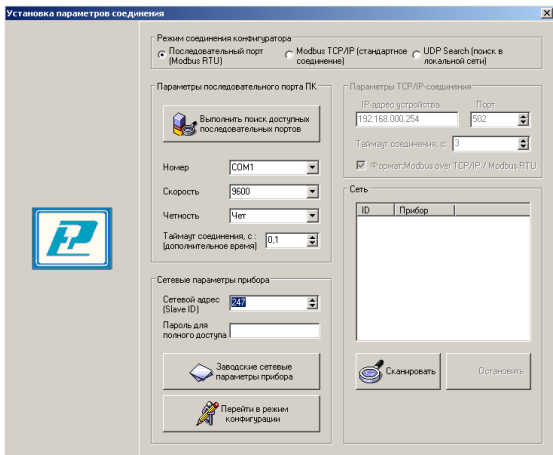 Установка параметров соединения
Режим соединения конфигуратора
Последовательный порт
(Modbus RTU)
Modbus TCP/IP (стандартное
соединение)
UDP Search (поиск в
локальной сети)
Параметры последовательного порта ПК
Выполнить поиск доступных
последовательных портов
Номер
COM1
Скорость
9600
Четность
Чет
Таймаут соединения, с :
(дополнительное время)
0,1
Параметры TCP/IP-соединения
IP-адрес устройства
Порт
192.168.000.254
502
Таймаут соединения, с:
3
Формат:Modbus over TCP/IP / Modbus RTU
Сетевые параметры прибора
Сетевой адрес
(Slave ID)
247
Пароль для
полного доступа
Заводские сетевые
параметры прибора
Перейти в режим
конфигурации
Сеть
ID
Прибор
Сканировать
Остановить